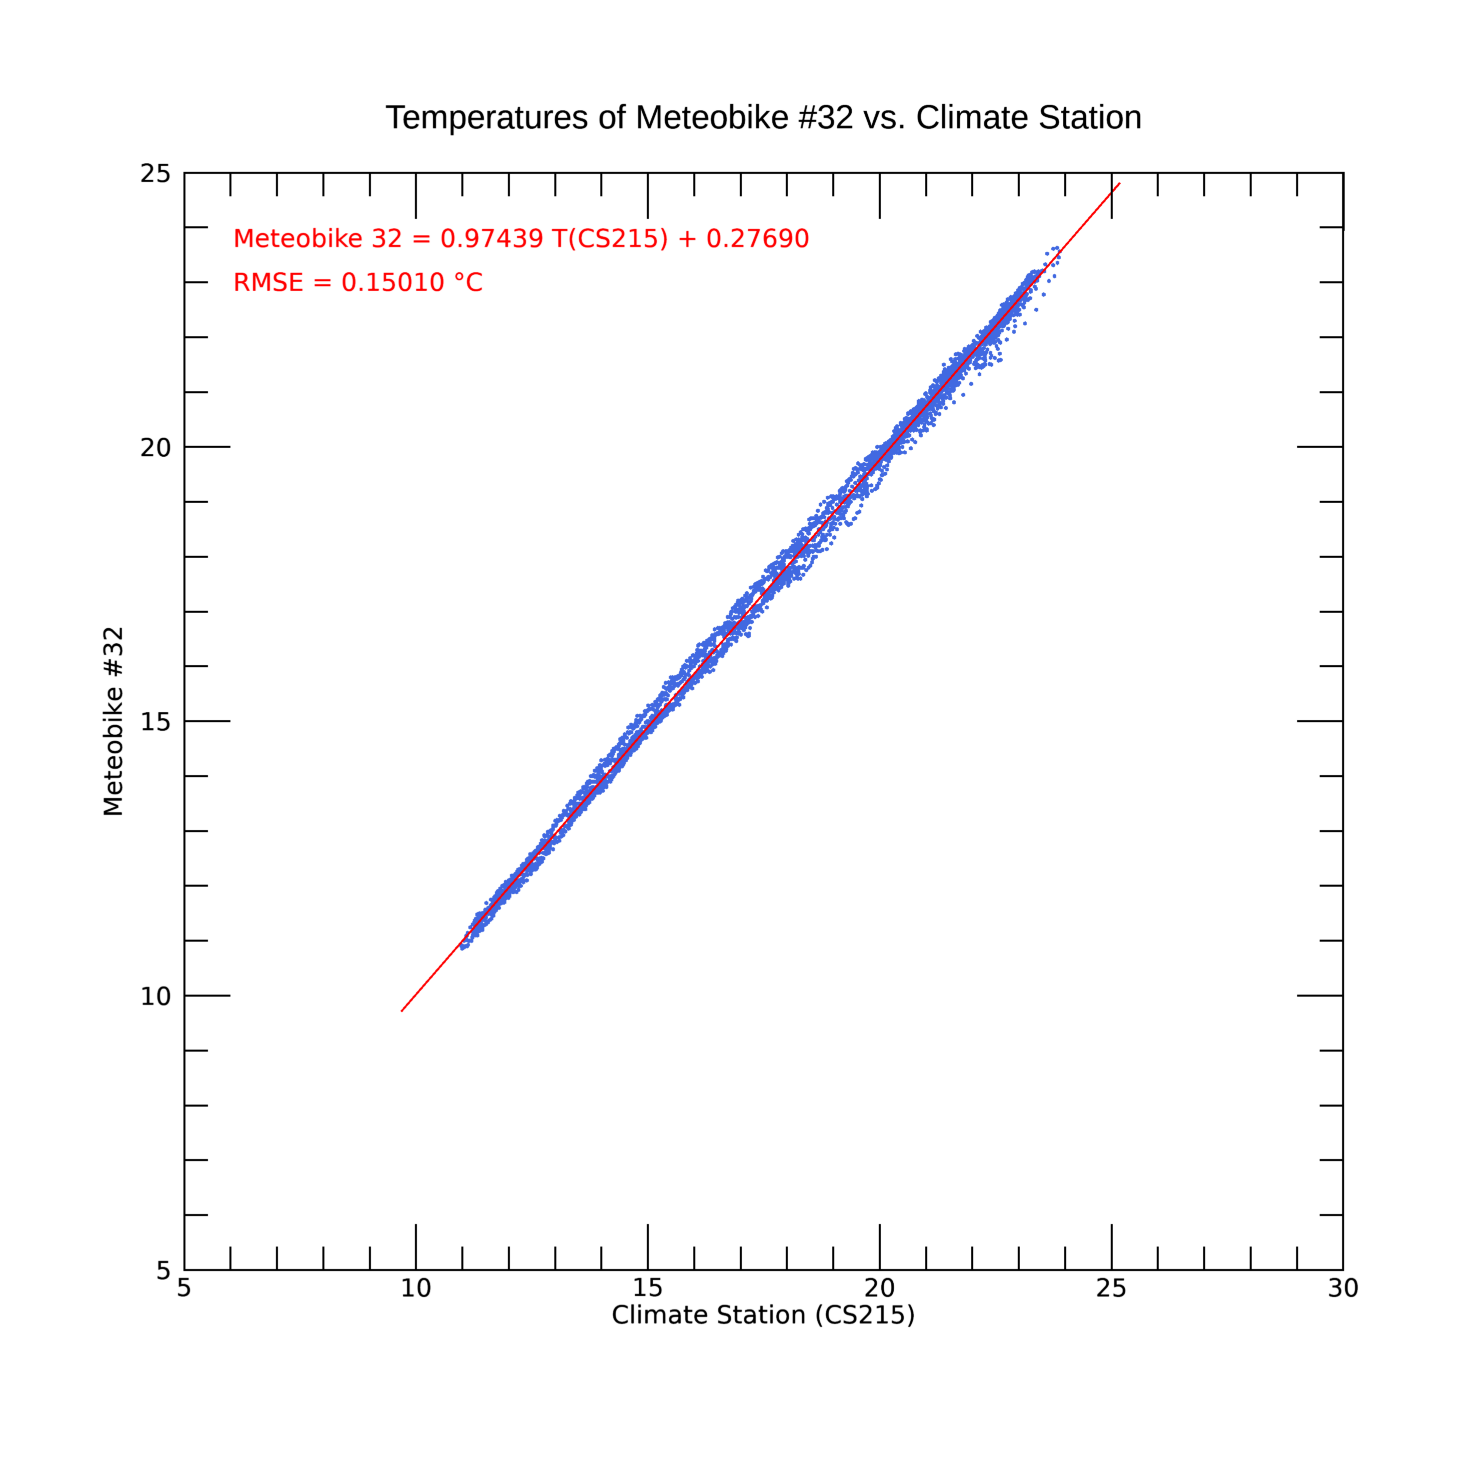 Temperatures of Meteobike #32 vs. Climate Station
25
Meteobike 32 = 0.97439 T(CS215) + 0.27690
RMSE = 0.15010 °C
20
15
Meteobike #32
10
5
5 10 15 20 25 30
Climate Station (CS215)